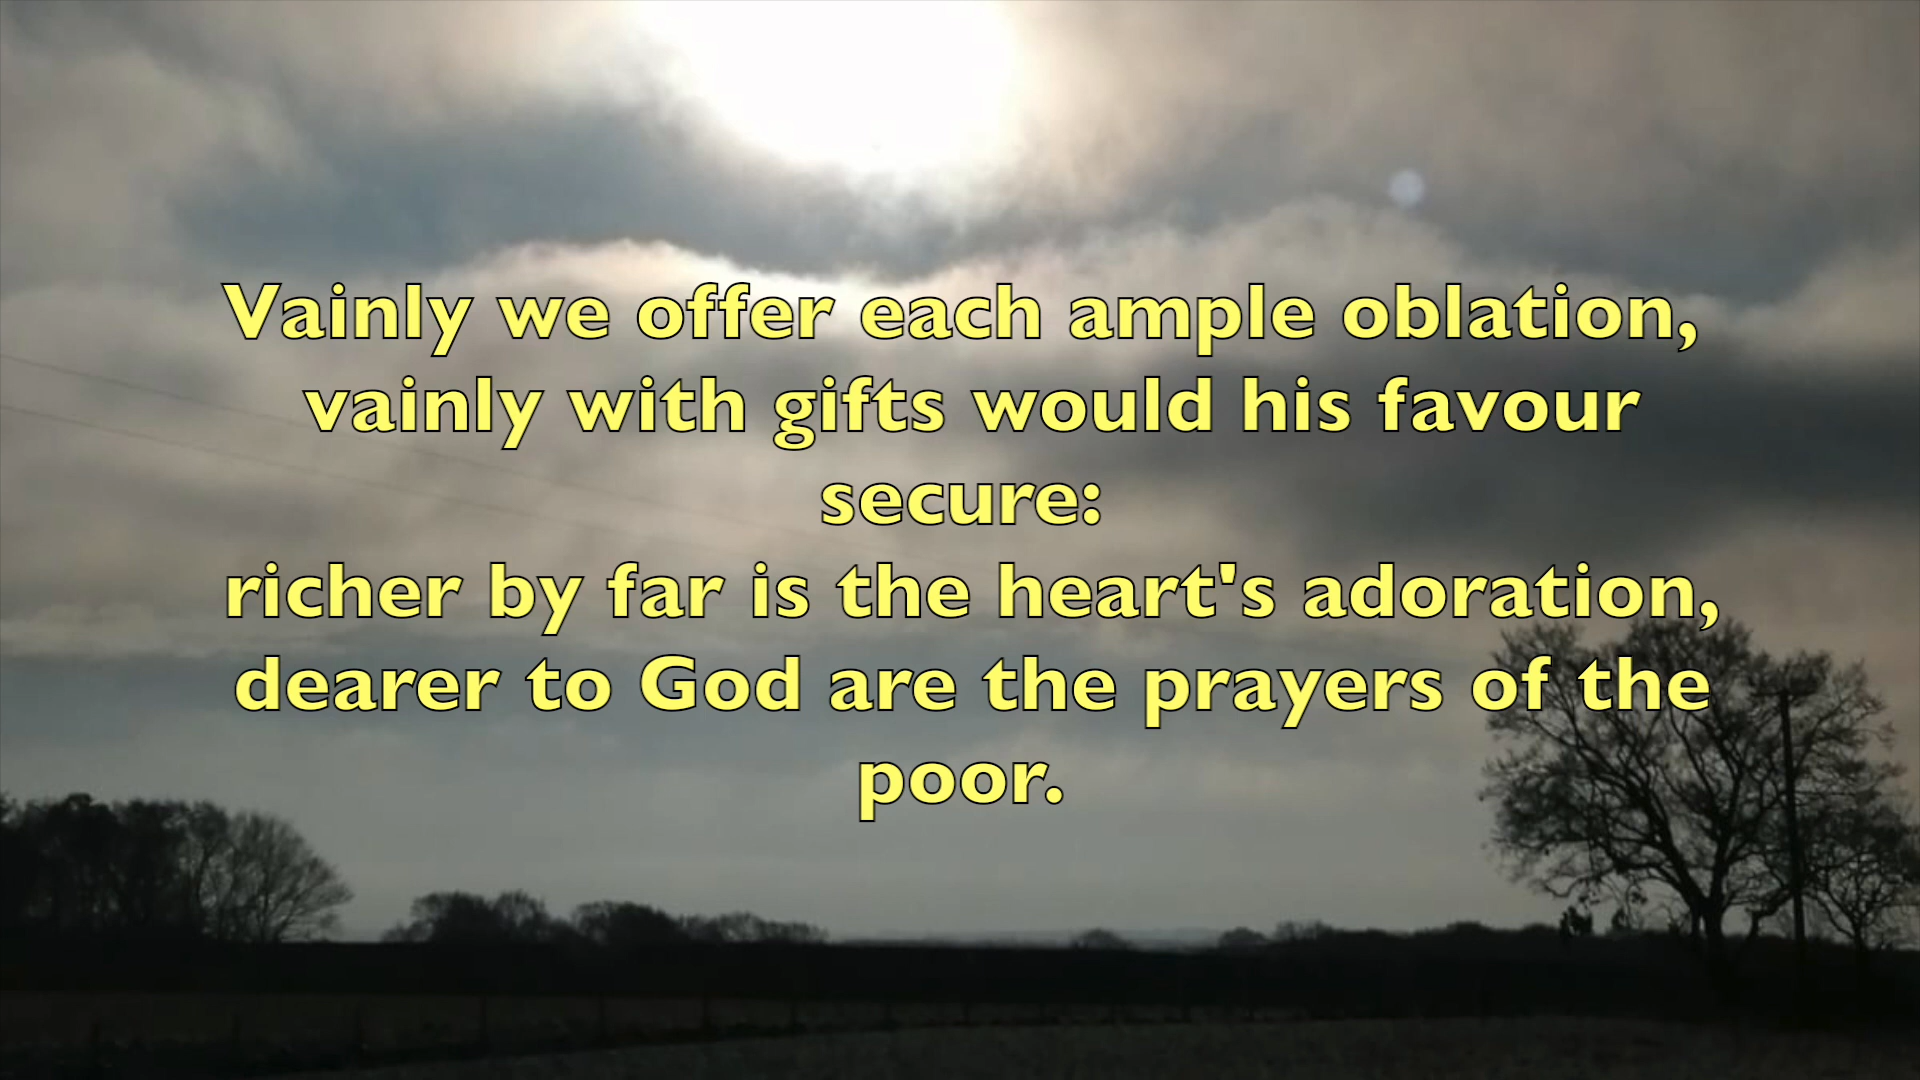 Vainly we offer each ample oblation,
vainly with gifts would his favour
secure:
richer by far is the heart's adoration,
dearer to God are the prayers of the
poor.